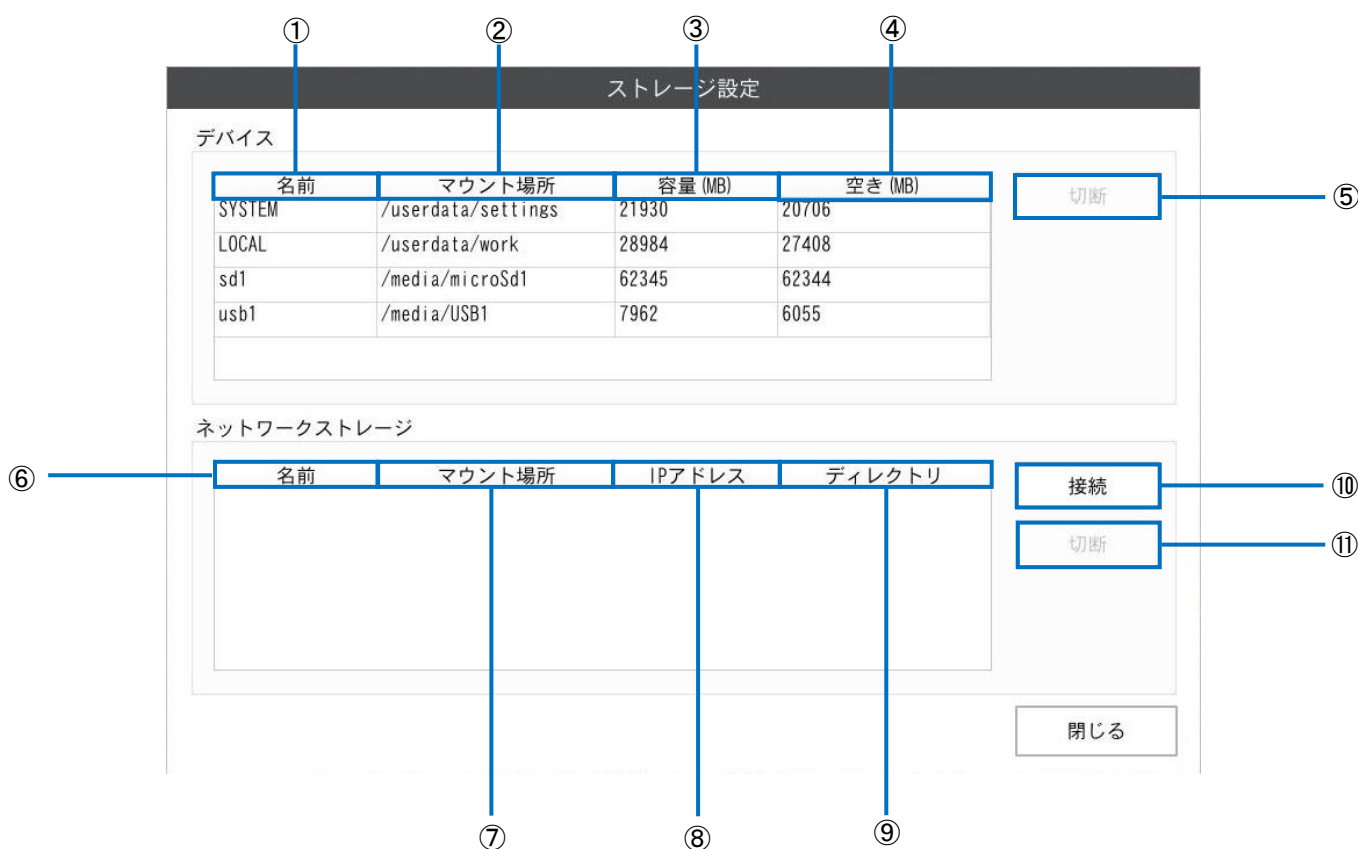 ① ② ③ ④
ストレージ設定
デバイス
名前 マウント場所 容量(MB) 空き(MB)
切断 ⑤
SYSTEM /userdata/settings 21930 20706
LOCAL /userdata/work 28984 27408
sd1 /media/microSd1 62345 62344
usb1 /media/USB1 7962 6055
ネットワークストレージ
⑥ 名前 マウント場所 IPアドレス ディレクトリ
接続 ⑩
切断 ⑪
閉じる
⑦ ⑧ ⑨